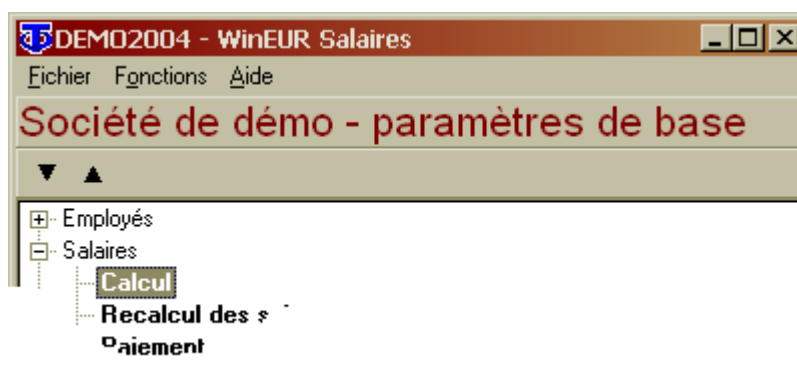 DEMO2004 - WinEUR Salaires
Fichier Fonctions Aide
Société de démo - paramètres de base
Employés
Salaires
Calcul
Recalcul des
Paiement